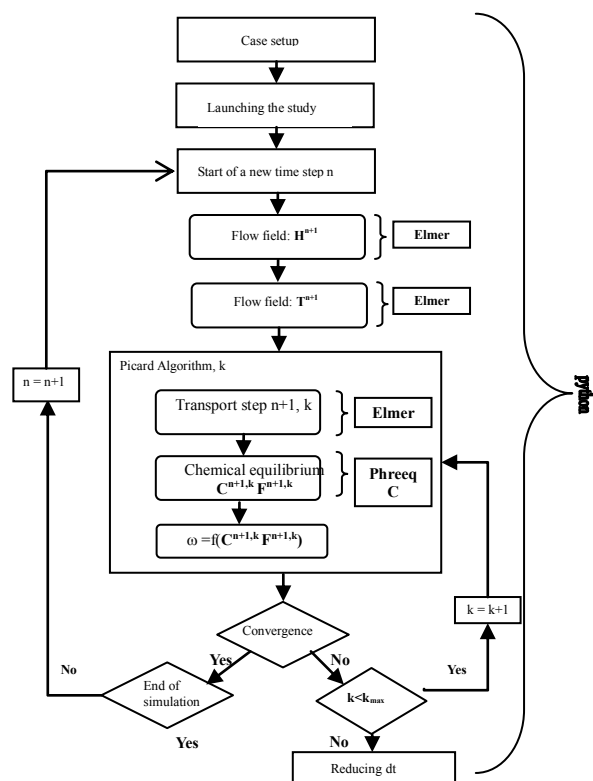 Case setup
Launching the study
Start of a new time step n
Flow field: H^{n+1}
Elmer
Flow field: T^{n+1}
Elmer
python
n = n+1
Picard Algorithm, k
Transport step n+1, k
Elmer
Chemical equilibrium
C^{n+1,k} F^{n+1,k}
Phreeq
C
ω =f(C^{n+1,k} F^{n+1,k})
k = k+1
Convergence
No
Yes
No
Yes
End of
simulation
k<k_{max}
Yes
No
Reducing dt